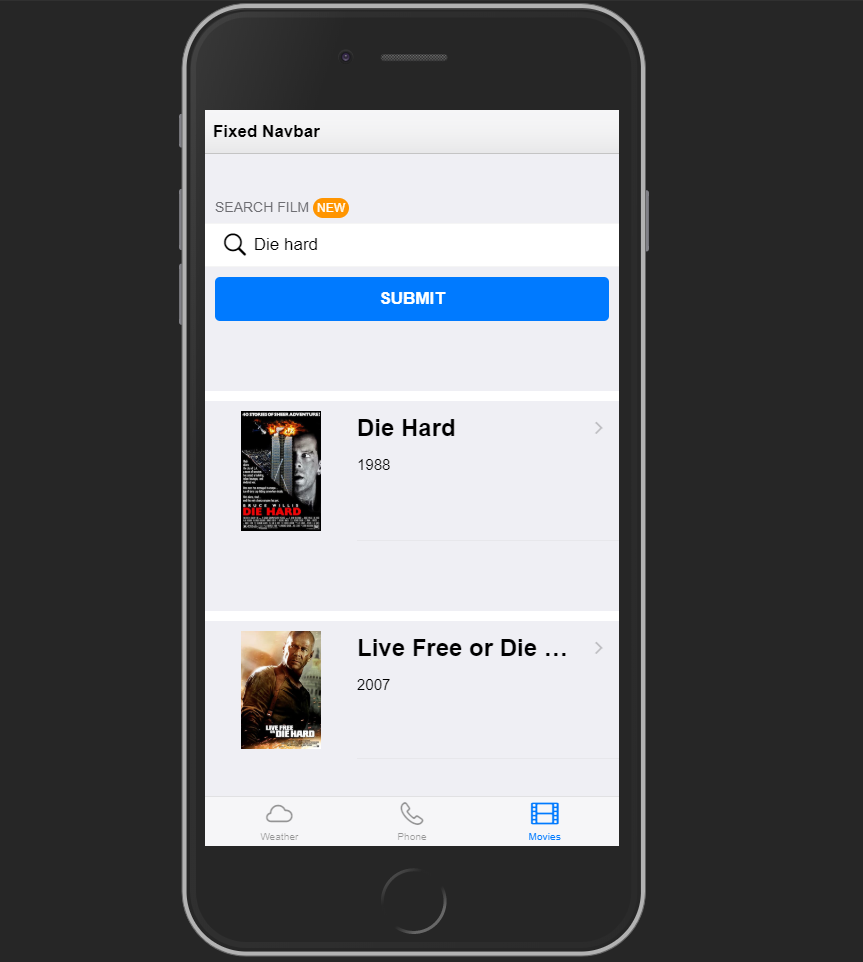 Fixed Navbar
SEARCH FILM NEW
Die hard
SUBMIT
40 STORIES OF SHEER ADVENTURE!
Die Hard
1988
BRUCE WILLIS
DIE HARD
Live Free or Die ...
2007
LIVE FREE
OR DIE HARD
Weather
Phone
Movies